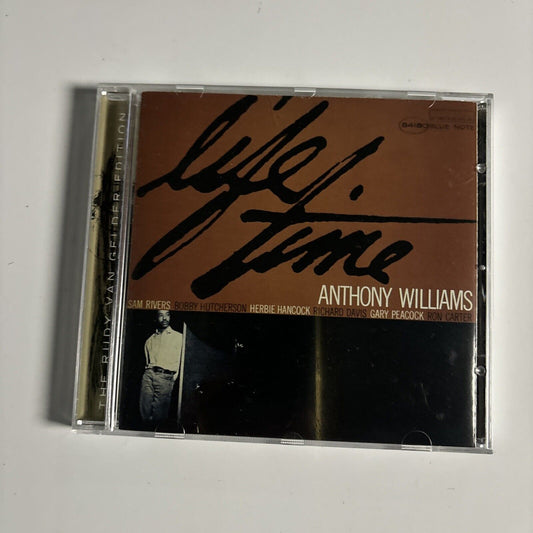 THE RUDY VAN GELDER EDITION
84180 BLUE NOTE
life
time
ANTHONY WILLIAMS
SAM RIVERS BOBBY HUTCHERSON HERBIE HANCOCK RICHARD DAVIS GARY PEACOCK RON CARTER